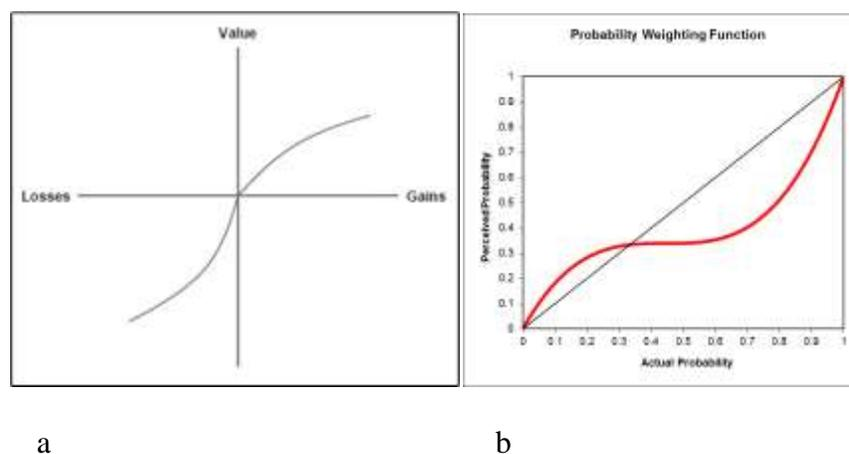 Value
Losses
Gains
Probability Weighting Function
Perceived Probability
1
0.9
0.8
0.7
0.6
0.5
0.4
0.3
0.2
0.1
0
0 0.1 0.2 0.3 0.4 0.5 0.6 0.7 0.8 0.9 1
Actual Probability
a
b